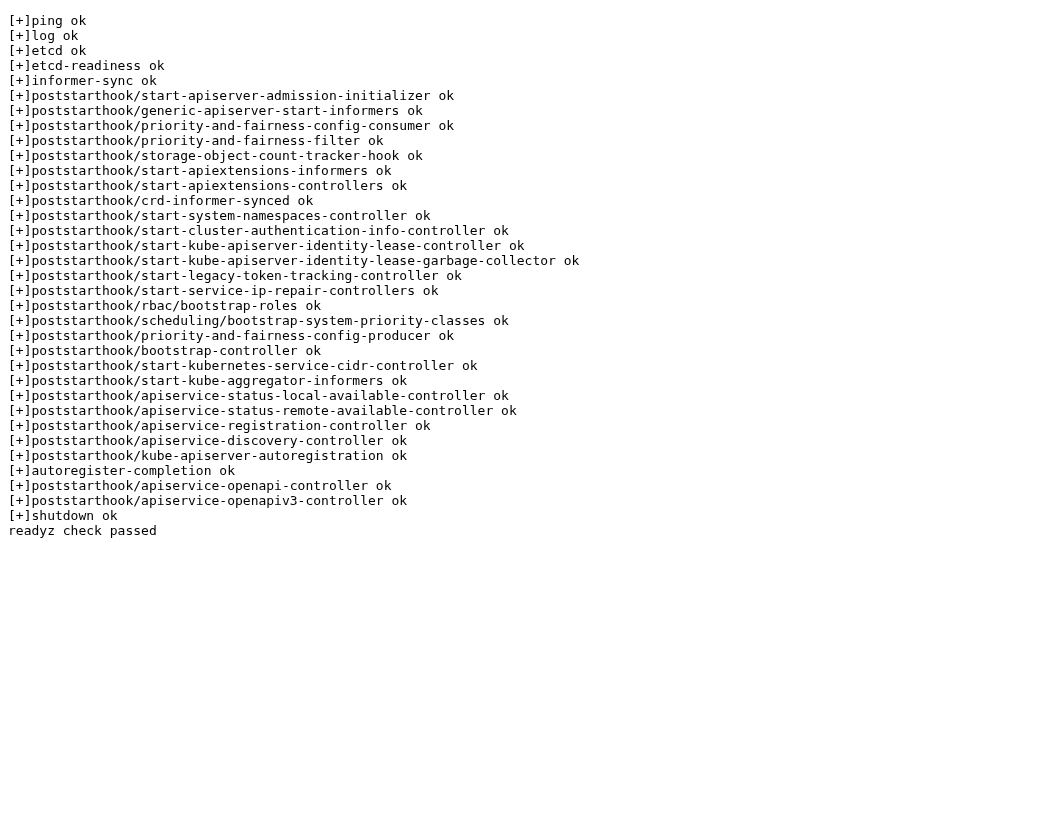 [+]ping ok
[+]log ok
[+]etcd ok
[+]etcd-readiness ok
[+]informer-sync ok
[+]poststarthook/start-apiserver-admission-initializer ok
[+]poststarthook/generic-apiserver-start-informers ok
[+]poststarthook/priority-and-fairness-config-consumer ok
[+]poststarthook/priority-and-fairness-filter ok
[+]poststarthook/storage-object-count-tracker-hook ok
[+]poststarthook/start-apiextensions-informers ok
[+]poststarthook/start-apiextensions-controllers ok
[+]poststarthook/crd-informer-synced ok
[+]poststarthook/start-system-namespaces-controller ok
[+]poststarthook/start-cluster-authentication-info-controller ok
[+]poststarthook/start-kube-apiserver-identity-lease-controller ok
[+]poststarthook/start-kube-apiserver-identity-lease-garbage-collector ok
[+]poststarthook/start-legacy-token-tracking-controller ok
[+]poststarthook/start-service-ip-repair-controllers ok
[+]poststarthook/rbac/bootstrap-roles ok
[+]poststarthook/scheduling/bootstrap-system-priority-classes ok
[+]poststarthook/priority-and-fairness-config-producer ok
[+]poststarthook/bootstrap-controller ok
[+]poststarthook/start-kubernetes-service-cidr-controller ok
[+]poststarthook/start-kube-aggregator-informers ok
[+]poststarthook/apiservice-status-local-available-controller ok
[+]poststarthook/apiservice-status-remote-available-controller ok
[+]poststarthook/apiservice-registration-controller ok
[+]poststarthook/apiservice-discovery-controller ok
[+]poststarthook/kube-apiserver-autoregistration ok
[+]autoregister-completion ok
[+]poststarthook/apiservice-openapi-controller ok
[+]poststarthook/apiservice-openapiv3-controller ok
[+]shutdown ok
readyz check passed